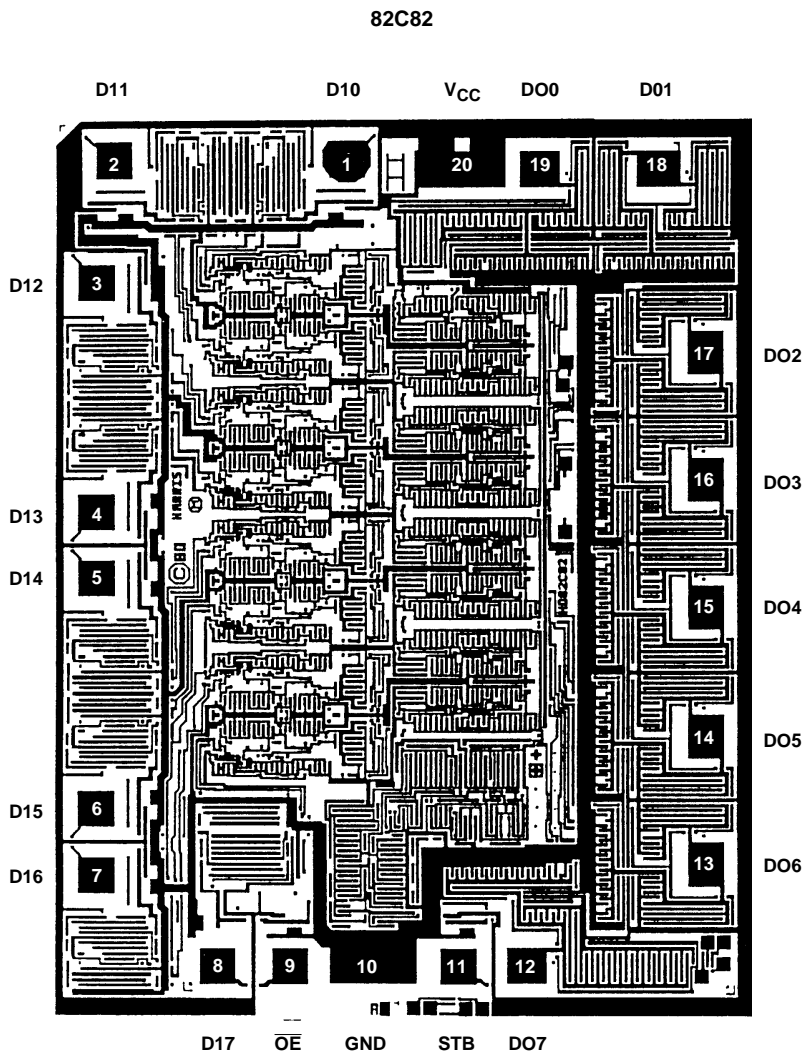 82C82
D11 D10 VCC DO0 D01
2 1 20 19 18
D12 3
17 DO2
16 DO3
D13 4
HARRIS
D14 5
HD82C82
15 DO4
14 DO5
D15 6
D16 7
13 DO6
8 9 10 11 12
D17 OE GND STB DO7